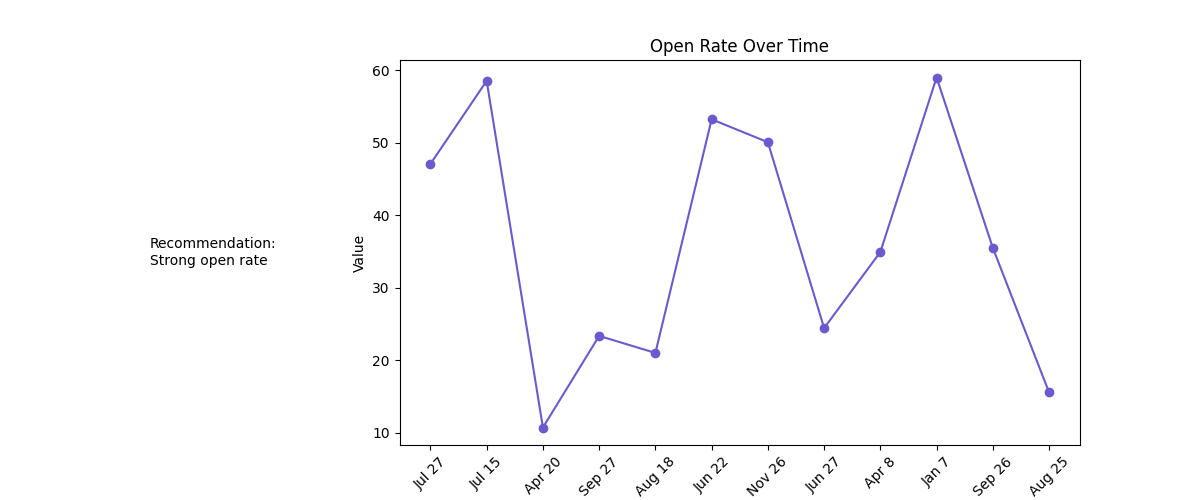 Open Rate Over Time
Recommendation:
Strong open rate
Value
60
50
40
30
20
10
Jul 27
Jul 15
Apr 20
Sep 27
Aug 18
Jun 22
Nov 26
Jun 27
Apr 8
Jan 7
Sep 26
Aug 25